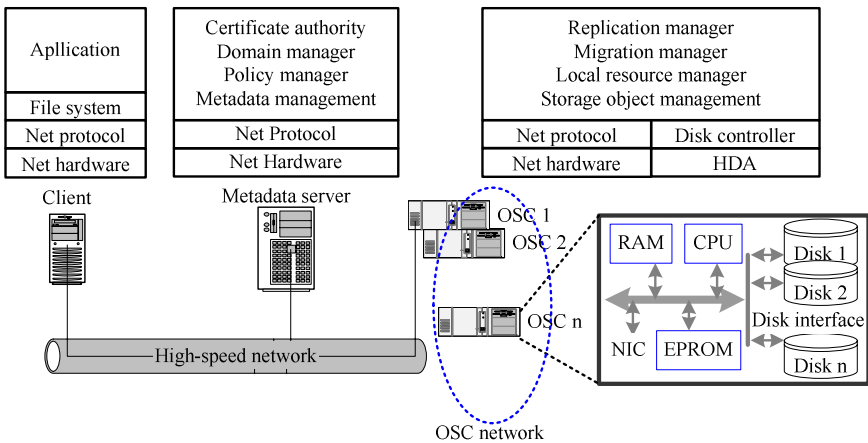 Apllication
File system
Net protocol
Net hardware
Certificate authority
Domain manager
Policy manager
Metadata management
Net Protocol
Net Hardware
Replication manager
Migration manager
Local resource manager
Storage object management
Net protocol
Disk controller
Net hardware
HDA
Client
Metadata server
OSC 1
OSC 2
OSC n
RAM
CPU
Disk 1
Disk 2
Disk interface
NIC
EPROM
Disk n
High-speed network
OSC network